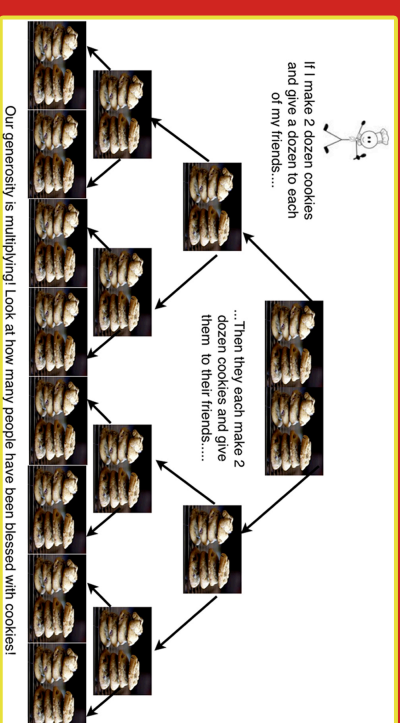 If I make 2 dozen cookies
and give a dozen to each
of my friends....
...Then they each make 2
dozen cookies and give
them to their friends.....
Our generosity is multiplying! Look at how many people have been blessed with cookies!